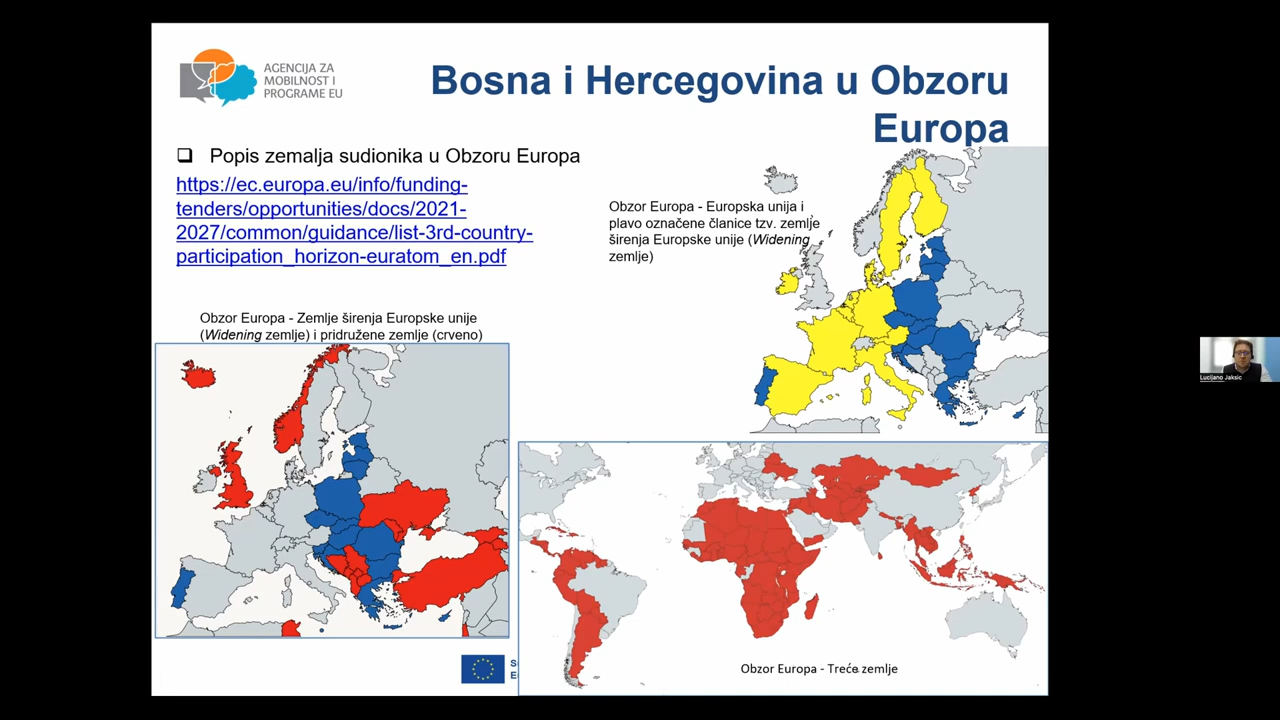 AGENCIJA ZA
MOBILNOST I
PROGRAME EU
Bosna i Hercegovina u Obzoru
Europa
Popis zemalja sudionika u Obzoru Europa
https://ec.europa.eu/info/funding-
tenders/opportunities/docs/2021-
2027/common/guidance/list-3rd-country-
participation_horizon-euratom_en.pdf
Obzor Europa - Europska unija i
plavo označene članice tzv. zemlje
širenja Europske unije (Widening
zemlje)
Obzor Europa - Zemlje širenja Europske unije
(Widening zemlje) i pridružene zemlje (crveno)
Obzor Europa - Treće zemlje
Lucijano Jaksic